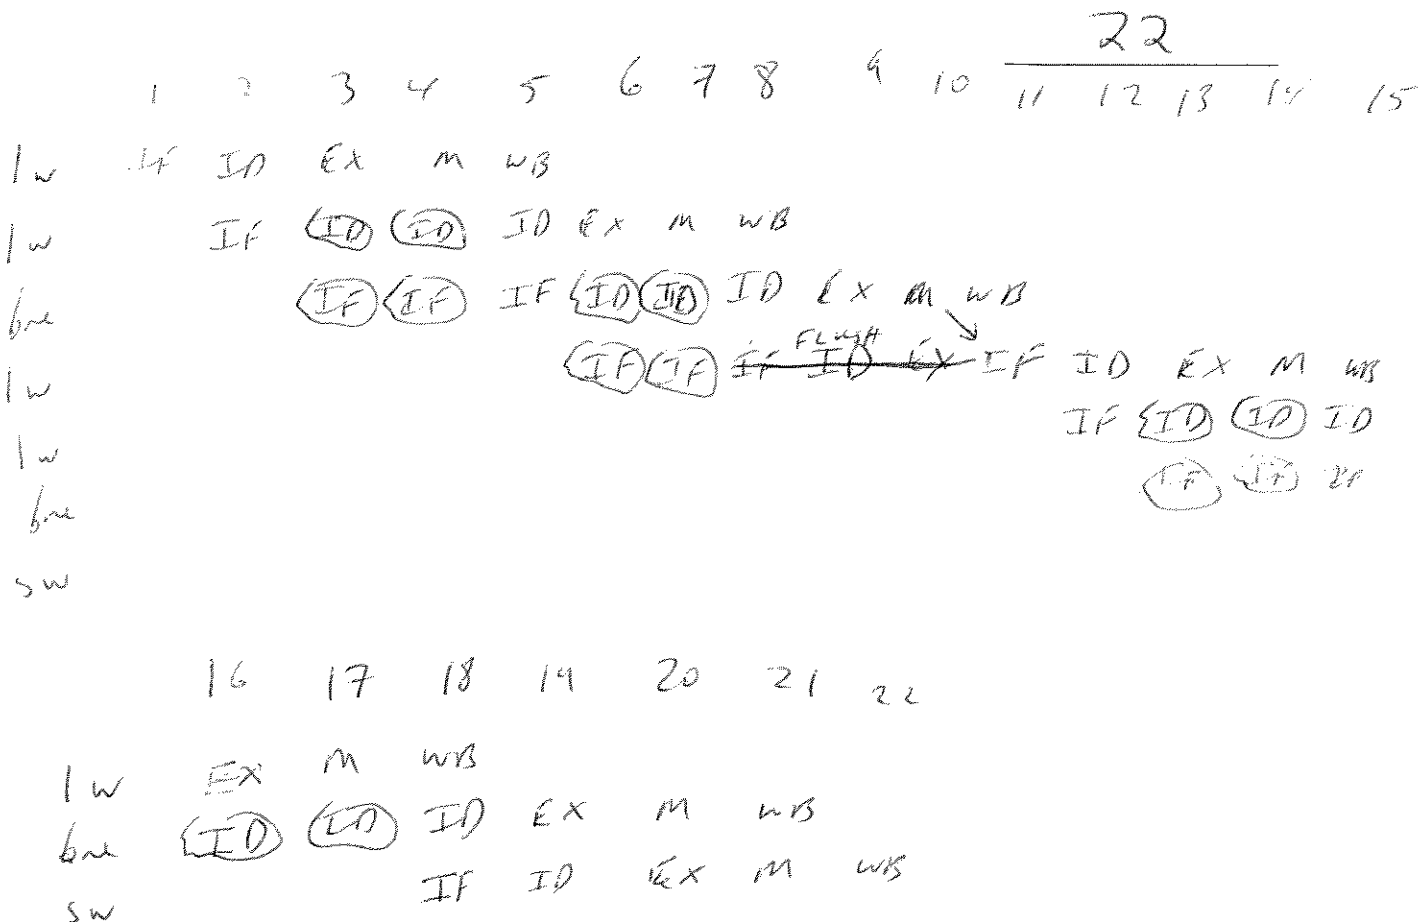 22
1 2 3 4 5 6 7 8 9 10 11 12 13 14 15
lw IF ID EX M WB
lw IF ID ID ID EX M WB
bne IF IF IF ID ID ID EX M WB
FLUSH
lw IF IF IF ID EX IF ID EX M WB
lw IF ID ID ID
bne IF IF IF
sw
16 17 18 19 20 21 22
lw EX M WB
bne ID ID ID EX M WB
sw IF ID EX M WB